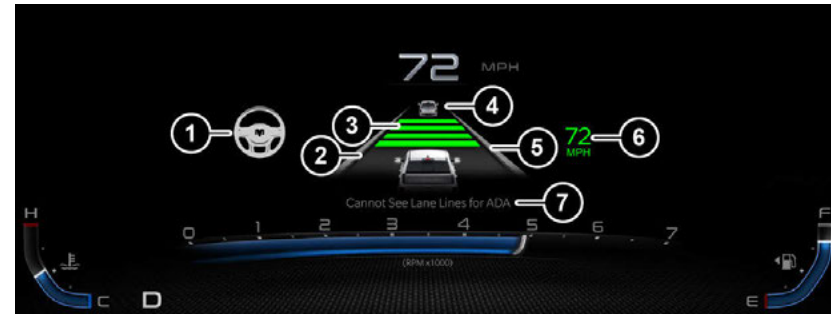 72 MPH
4
3
1
72
MPH
6
5
2
Cannot See Lane Lines for ADA
7
H
F
0 1 2 3 4 5 6 7
(RPM x1000)
C
D
E